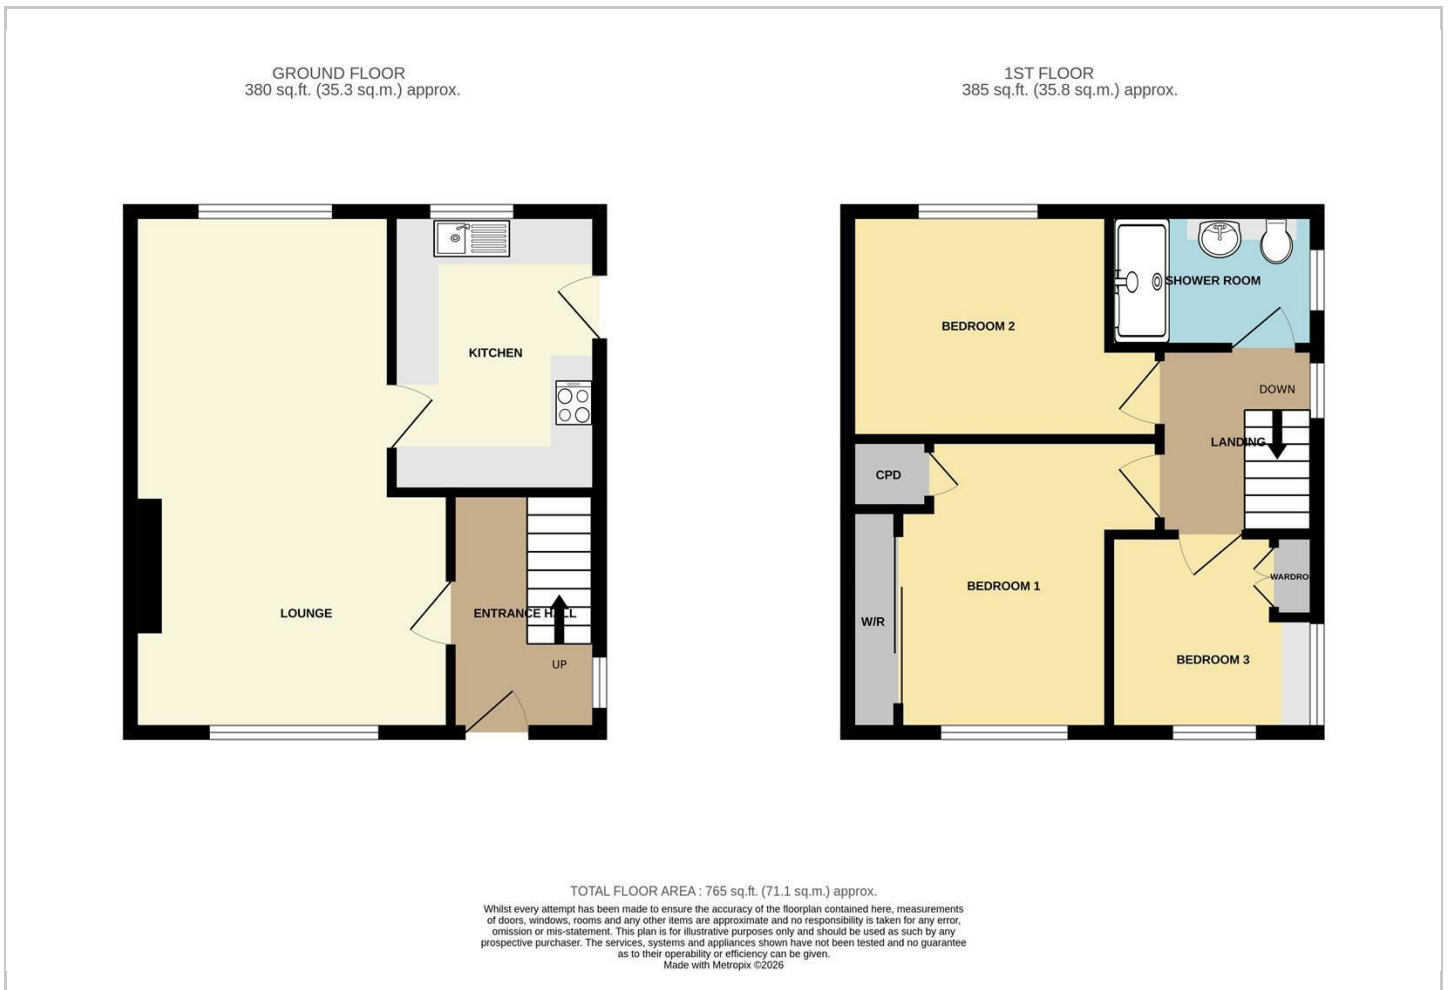 GROUND FLOOR
380 sq.ft. (35.3 sq.m.) approx.
1ST FLOOR
385 sq.ft. (35.8 sq.m.) approx.
KITCHEN
LOUNGE
ENTRANCE HALL
UP
BEDROOM 2
SHOWER ROOM
DOWN
LANDING
CPD
BEDROOM 1
W/R
WARDRO
BEDROOM 3
TOTAL FLOOR AREA : 765 sq.ft. (71.1 sq.m.) approx.
Whilst every attempt has been made to ensure the accuracy of the floorplan contained here, measurements
of doors, windows, rooms and any other items are approximate and no responsibility is taken for any error,
omission or mis-statement. This plan is for illustrative purposes only and should be used as such by any
prospective purchaser. The services, systems and appliances shown have not been tested and no guarantee
as to their operability or efficiency can be given.
Made with Metropix ©2026